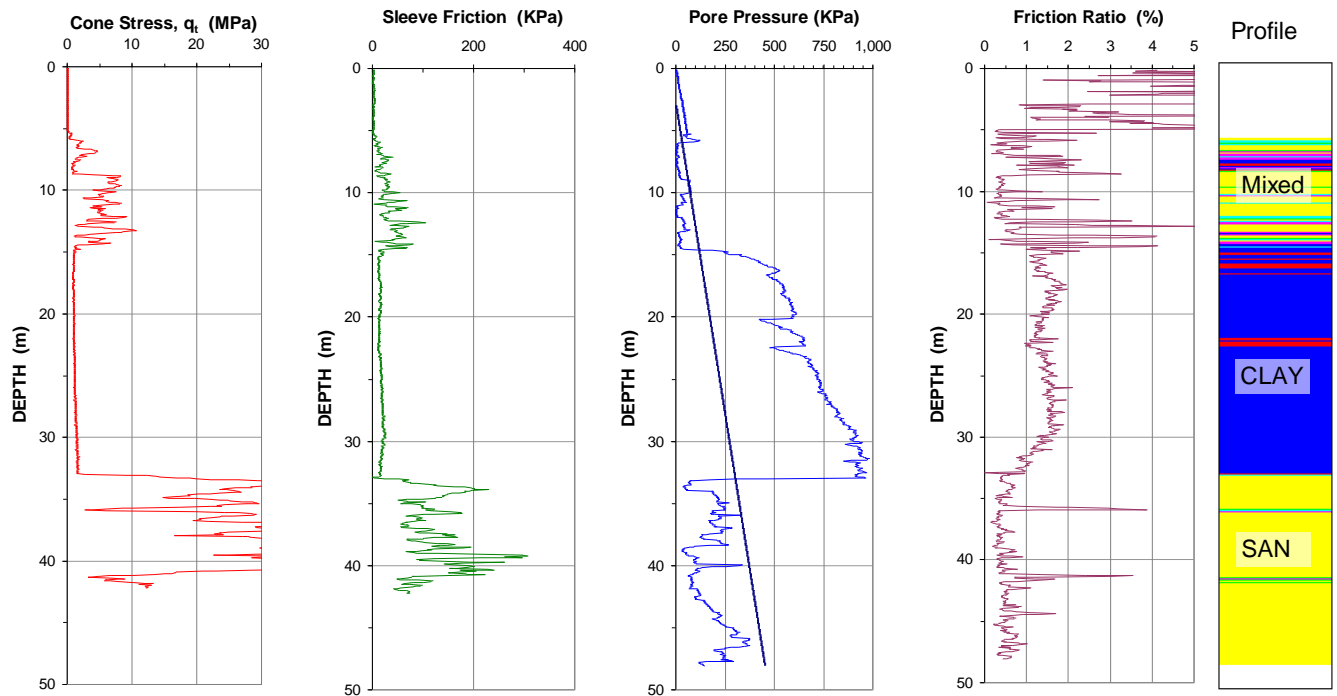 Cone Stress, qt (MPa)
0 10 20 30
0
10
20
30
40
50
DEPTH (m)
Sleeve Friction (KPa)
0 200 400
0
10
20
30
40
50
DEPTH (m)
Pore Pressure (KPa)
0 250 500 750 1,000
0
10
20
30
40
50
DEPTH (m)
Friction Ratio (%)
0 1 2 3 4 5
0
10
20
30
40
50
DEPTH (m)
Profile
Mixed
CLAY
SAN